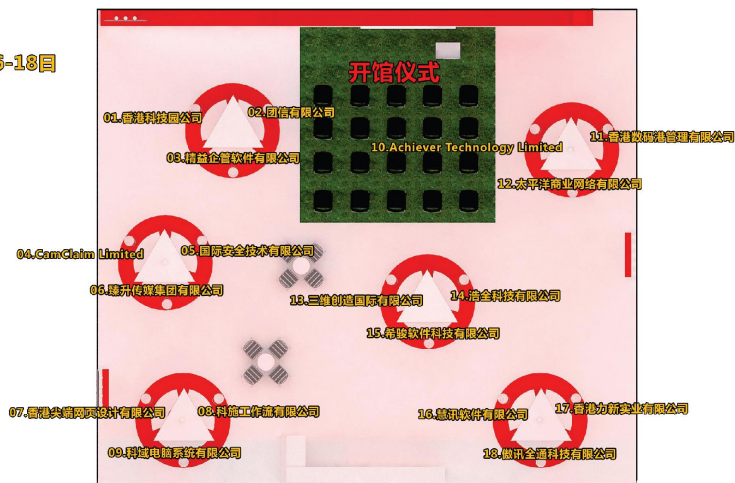 -18日
开馆仪式
01.香港科技园公司
02.团信有限公司
03.精益企管软件有限公司
10.Achiever Technology Limited
11.香港数码港管理有限公司
12.太平洋商业网络有限公司
04.CamClaim Limited
05.国际安全技术有限公司
06.臻升传媒集团有限公司
13.三维创造国际有限公司
14.浩全科技有限公司
15.希骏软件科技有限公司
07.香港尖端网页设计有限公司
08.科施工作流有限公司
09.科域电脑系统有限公司
16.慧讯软件有限公司
17.香港力新实业有限公司
18.傲讯全通科技有限公司